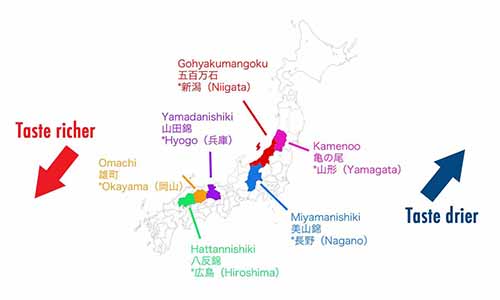 Gohyakumangoku
五百万石
*新潟（Niigata）
Yamadanishiki
山田錦
*Hyogo（兵庫）
Taste richer
Omachi
雄町
*Okayama（岡山）
Kamenoo
亀の尾
*山形（Yamagata）
Taste drier
Miyamanishiki
美山錦
*長野（Nagano）
Hattannishiki
八反錦
*広島（Hiroshima）